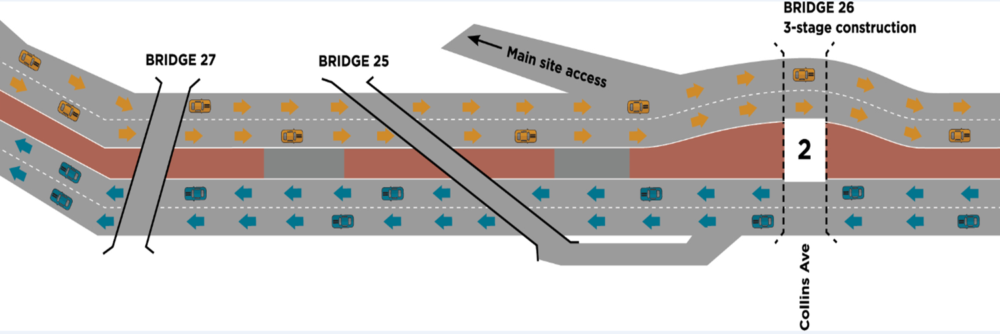 BRIDGE 26
3-stage construction
BRIDGE 27
BRIDGE 25
Main site access
2
Collins Ave